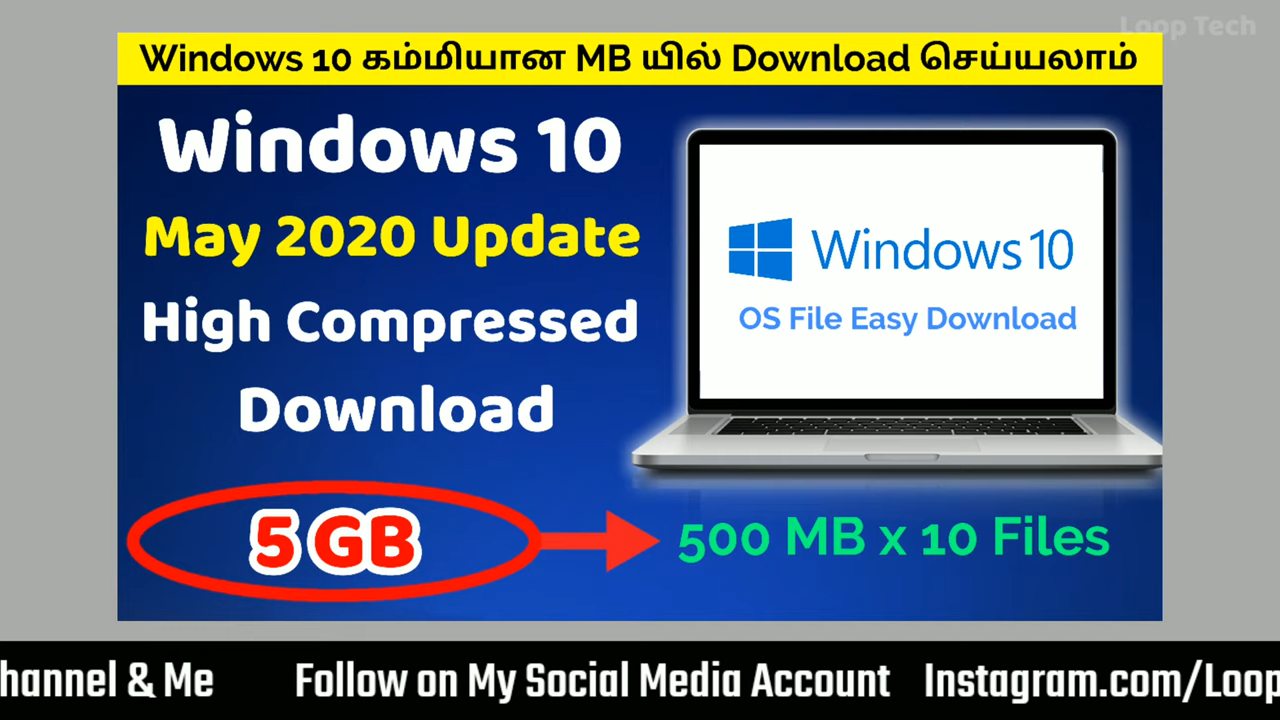 Loop Tech
Windows 10 கம்மியான MB யில் Download செய்யலாம்
Windows 10
May 2020 Update
High Compressed
Download
Windows 10
OS File Easy Download
5 GB
500 MB x 10 Files
hannel & Me Follow on My Social Media Account Instagram.com/Loop